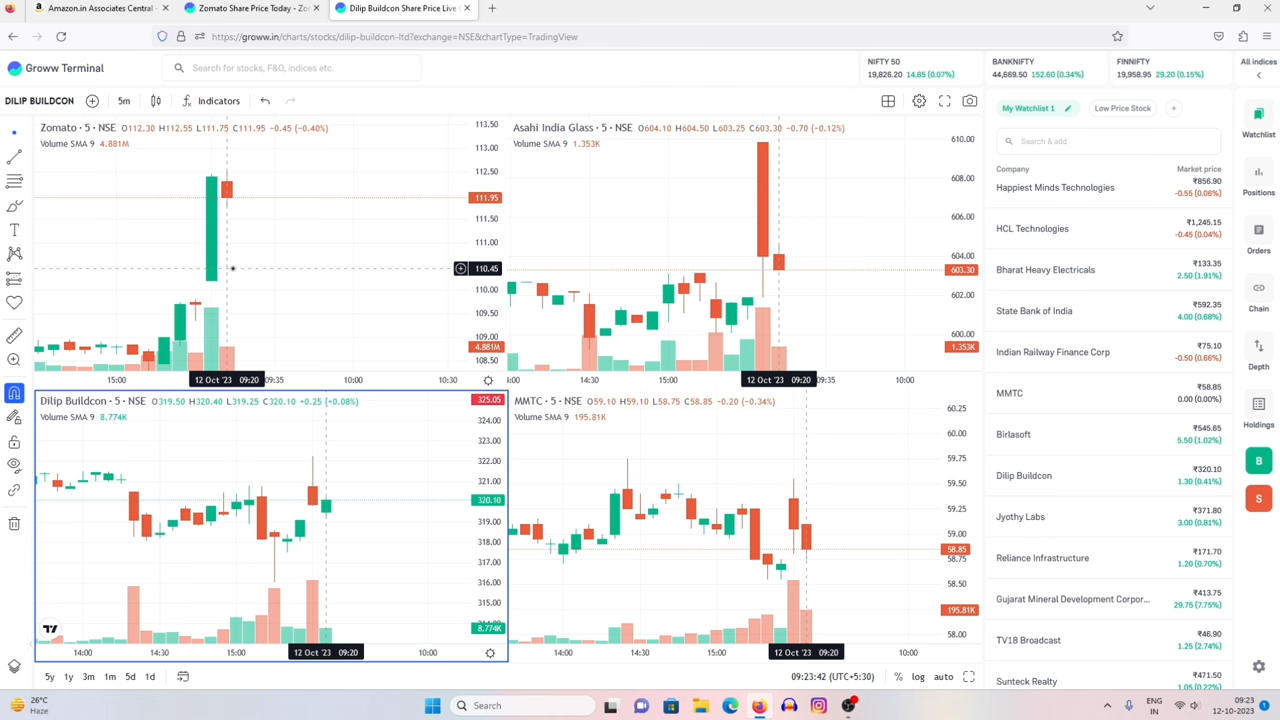 Amazon.in Associates Central -
Zomato Share Price Today - Zo
Dilip Buildcon Share Price Live
https://groww.in/charts/stocks/dilip-buildcon-ltd?exchange=NSE&chartType=TradingView
Groww Terminal
Search for stocks, F&O, indices etc.
NIFTY 50
19,826.20 14.85 (0.07%)
BANKNIFTY
44,669.50 152.60 (0.34%)
FINNIFTY
19,958.95 29.20 (0.15%)
All indices
DILIP BUILDCON
5m
Indicators
Zomato · 5 · NSE O112.30 H112.55 L111.75 C111.95 -0.45 (-0.40%)
Volume SMA 9 4.881M
113.50
113.00
112.50
111.95
111.50
111.00
110.45
110.00
109.50
109.00
4.881M
108.50
15:00
12 Oct '23 09:20
09:35
10:00
10:30
Asahi India Glass · 5 · NSE O604.10 H604.50 L603.25 C603.30 -0.70 (-0.12%)
Volume SMA 9 1.353K
610.00
608.00
606.00
604.00
603.30
602.00
600.00
1.353K
14:30
15:00
12 Oct '23 09:20
09:35
10:00
Dilip Buildcon · 5 · NSE O319.50 H320.40 L319.25 C320.10 +0.25 (+0.08%)
Volume SMA 9 8.774K
325.05
324.00
323.00
322.00
321.00
320.10
319.00
318.00
317.00
316.00
315.00
314.00
8.774K
14:00
15:00
12 Oct '23 09:20
10:00
MMTC · 5 · NSE O59.10 H59.10 L58.75 C58.85 -0.20 (-0.34%)
Volume SMA 9 195.81K
60.25
60.00
59.75
59.50
59.25
59.00
58.85
58.75
58.50
195.81K
58.00
14:00
14:30
15:00
12 Oct '23 09:20
10:00
5y 1y 3m 1m 5d 1d
09:23:42 (UTC+5:30)
% log auto
My Watchlist 1
Low Price Stock
+
Search & add
Company
Market price
Happiest Minds Technologies
₹856.90
-0.55 (0.06%)
HCL Technologies
₹1,245.15
-0.45 (0.04%)
Bharat Heavy Electricals
₹133.35
2.50 (1.91%)
State Bank of India
₹592.35
4.00 (0.68%)
Indian Railway Finance Corp
₹75.10
-0.50 (0.66%)
MMTC
₹58.85
0.00 (0.00%)
Birlasoft
₹545.65
5.50 (1.02%)
Dilip Buildcon
₹320.10
1.30 (0.41%)
Jyothy Labs
₹371.80
3.00 (0.81%)
Reliance Infrastructure
₹171.70
1.20 (0.70%)
Gujarat Mineral Development Corpor...
₹413.75
29.75 (7.75%)
TV18 Broadcast
₹46.90
1.25 (2.74%)
Sunteck Realty
₹471.50
1.05 (0.22%)
Watchlist
Positions
Orders
Chain
Depth
Holdings
B
S
26°C
Haze
Search
ENG
IN
09:23
12-10-2023